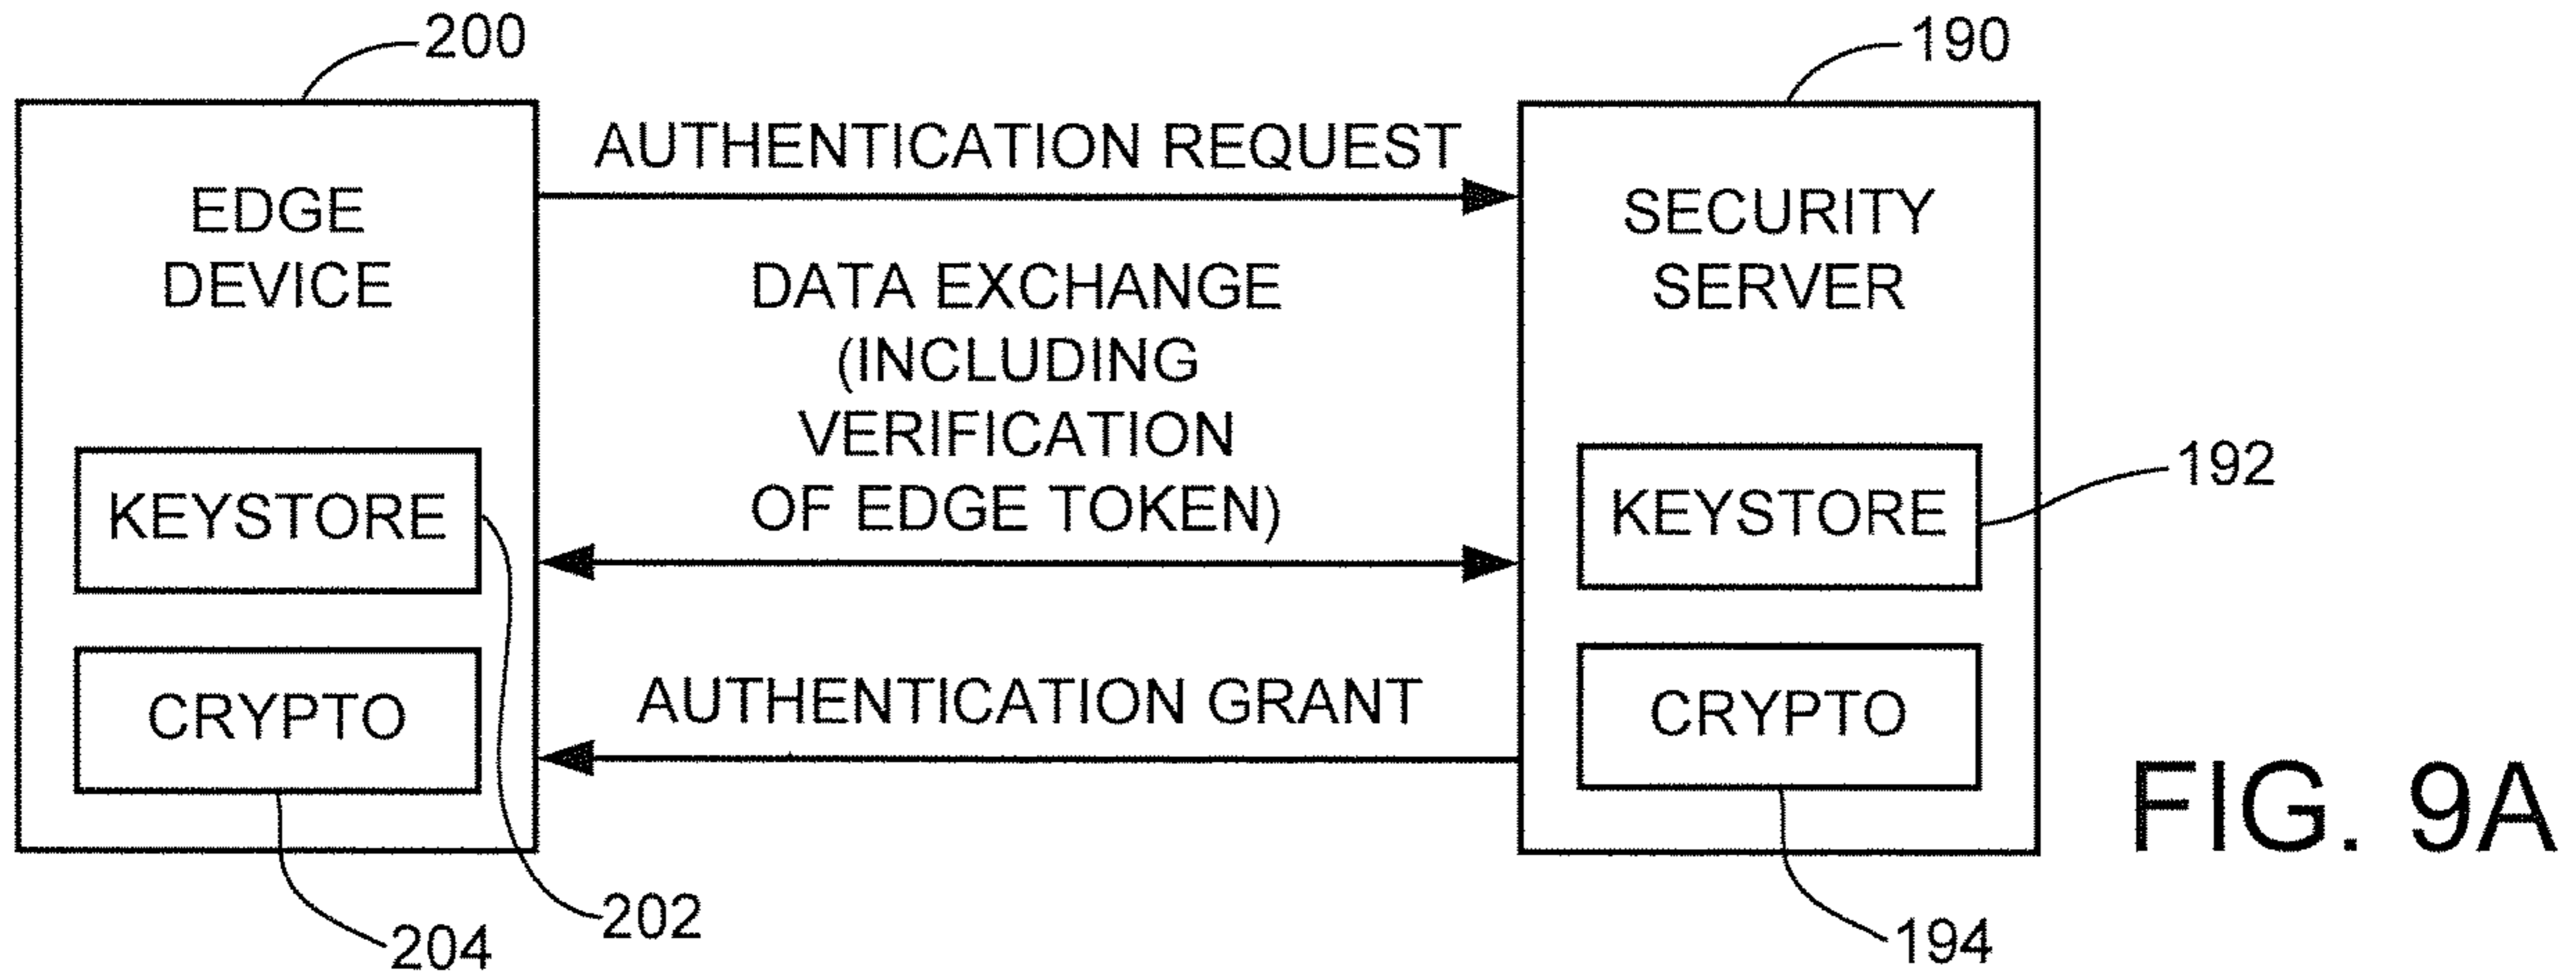 200
190
AUTHENTICATION REQUEST
EDGE
DEVICE
SECURITY
SERVER
DATA EXCHANGE
(INCLUDING
VERIFICATION
OF EDGE TOKEN)
KEYSTORE
KEYSTORE
192
CRYPTO
AUTHENTICATION GRANT
CRYPTO
FIG. 9A
202
204
194